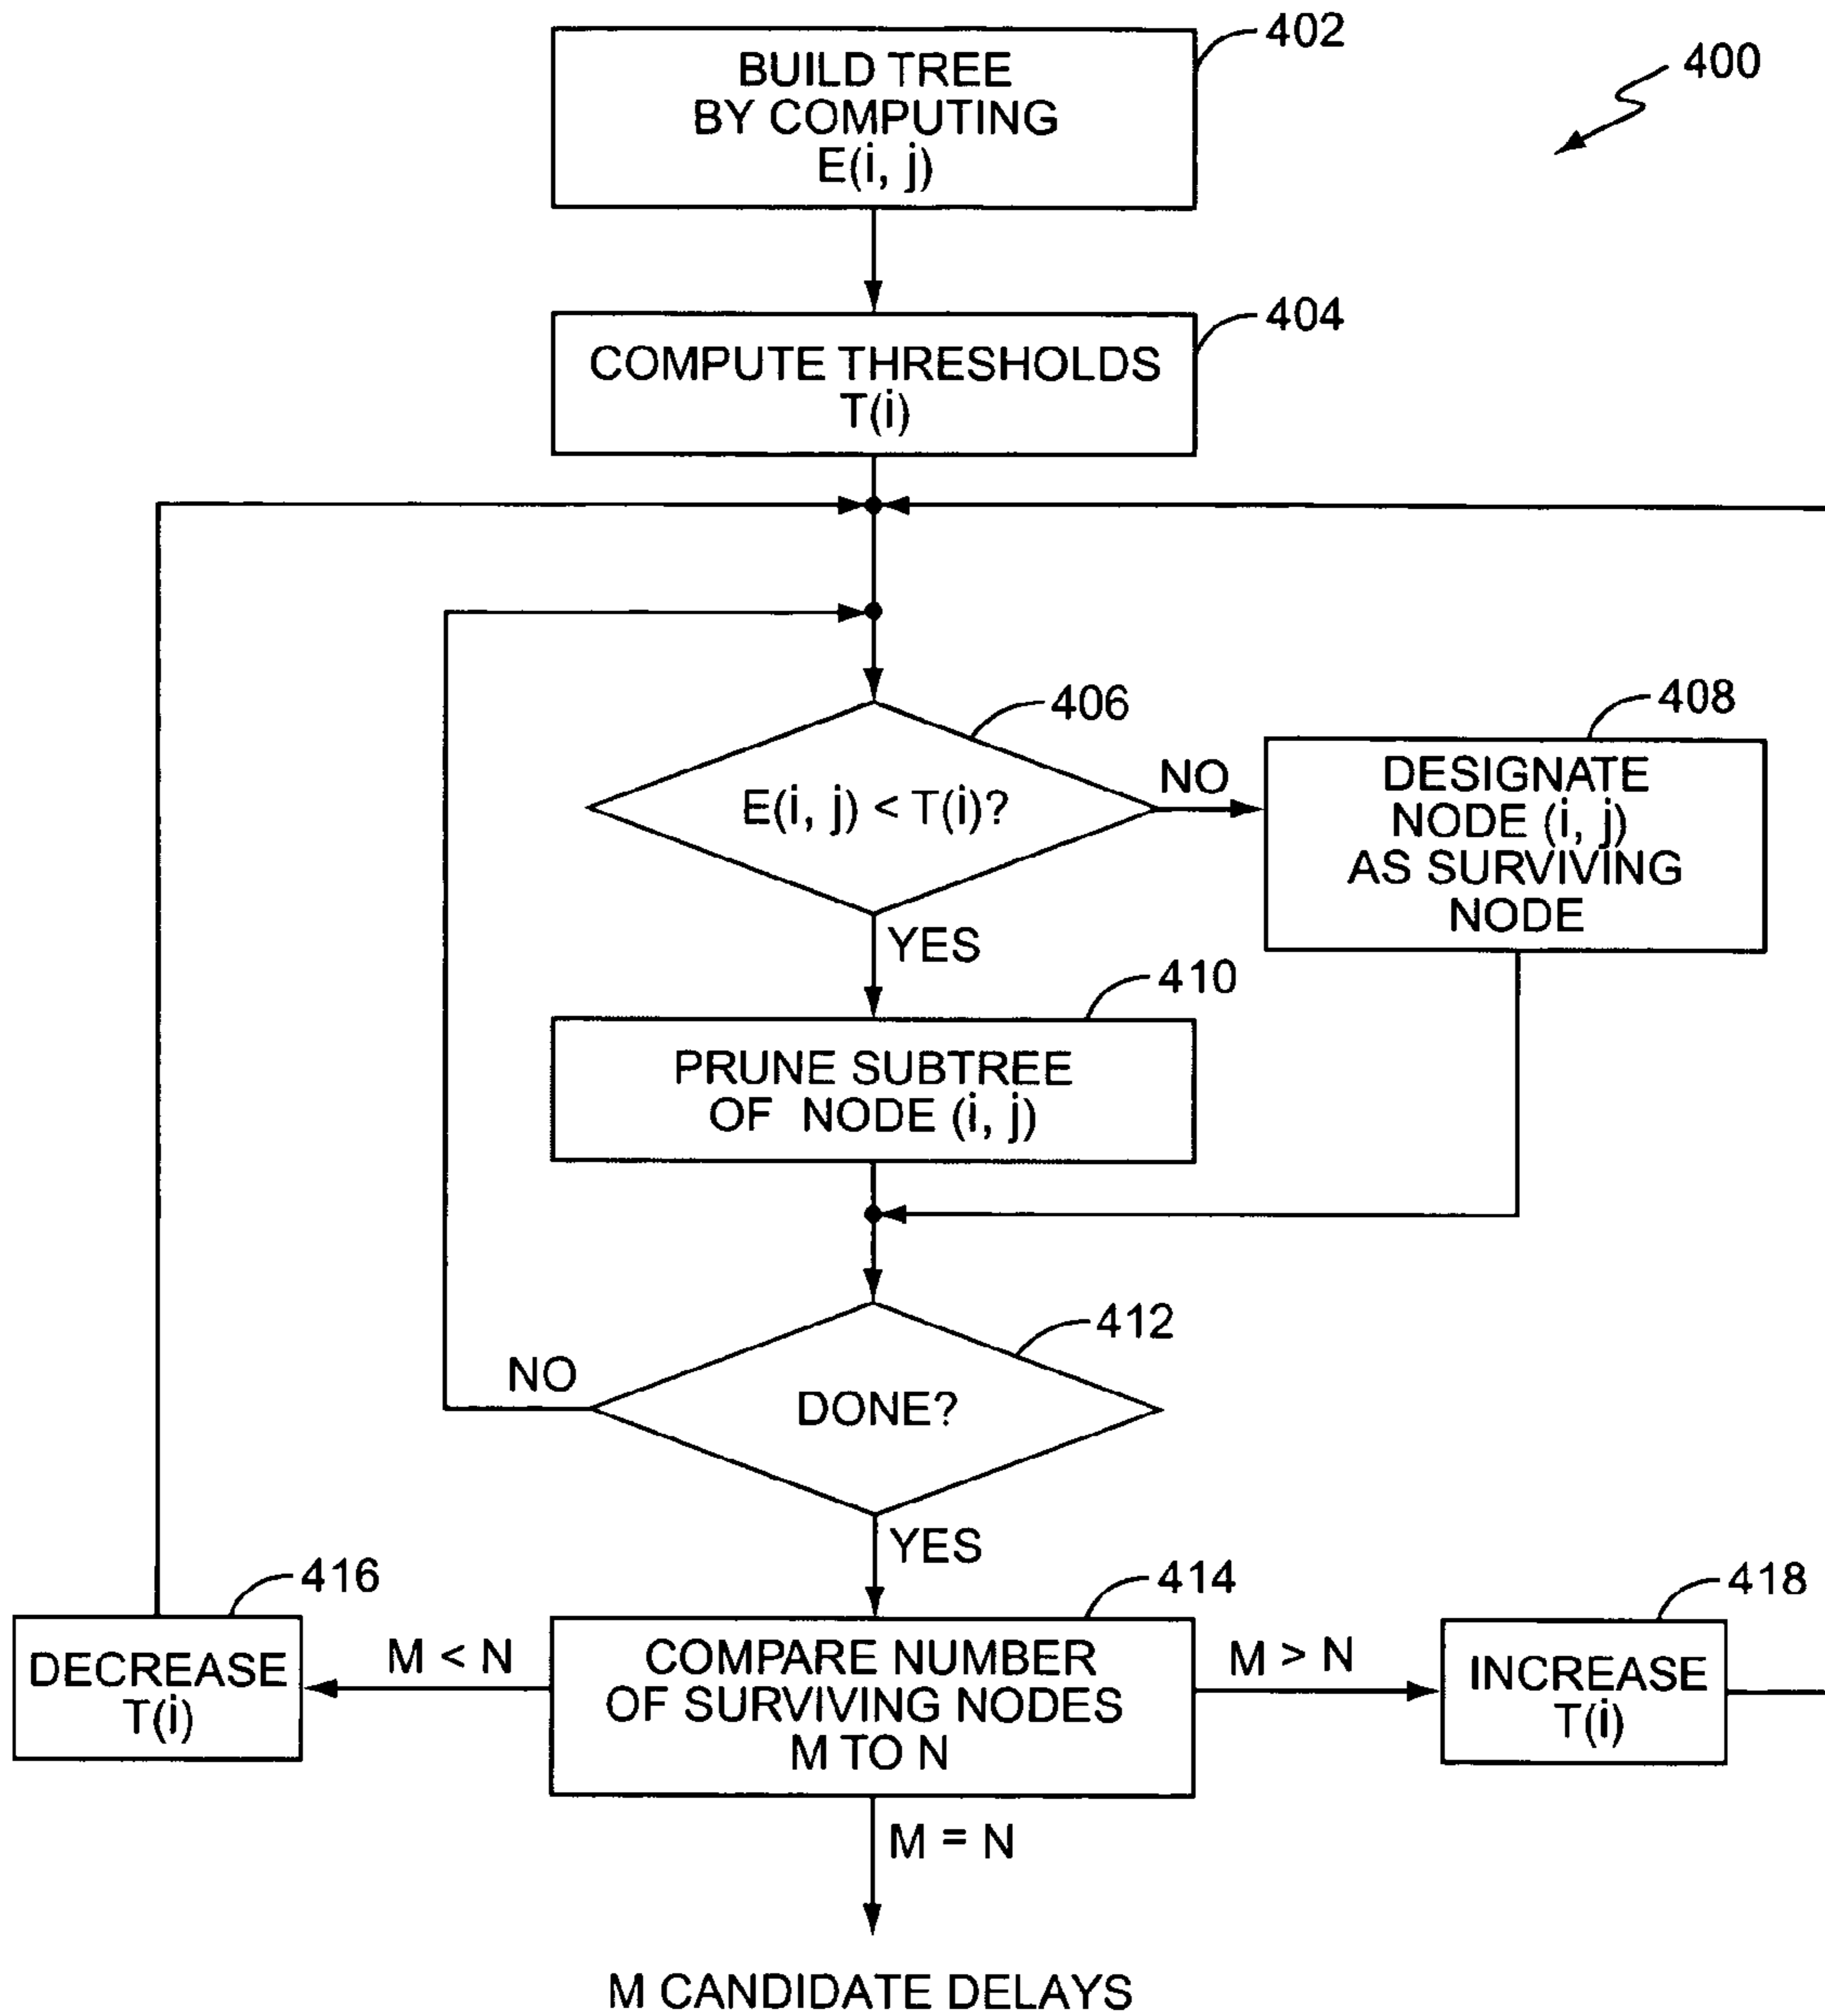 402
BUILD TREE
BY COMPUTING
E(i, j)
400
404
COMPUTE THRESHOLDS
T(i)
406
E(i, j) < T(i)?
NO
408
DESIGNATE
NODE (i, j)
AS SURVIVING
NODE
YES
410
PRUNE SUBTREE
OF NODE (i, j)
412
NO
DONE?
YES
416
DECREASE
T(i)
M < N
414
COMPARE NUMBER
OF SURVIVING NODES
M TO N
M > N
418
INCREASE
T(i)
M = N
M CANDIDATE DELAYS